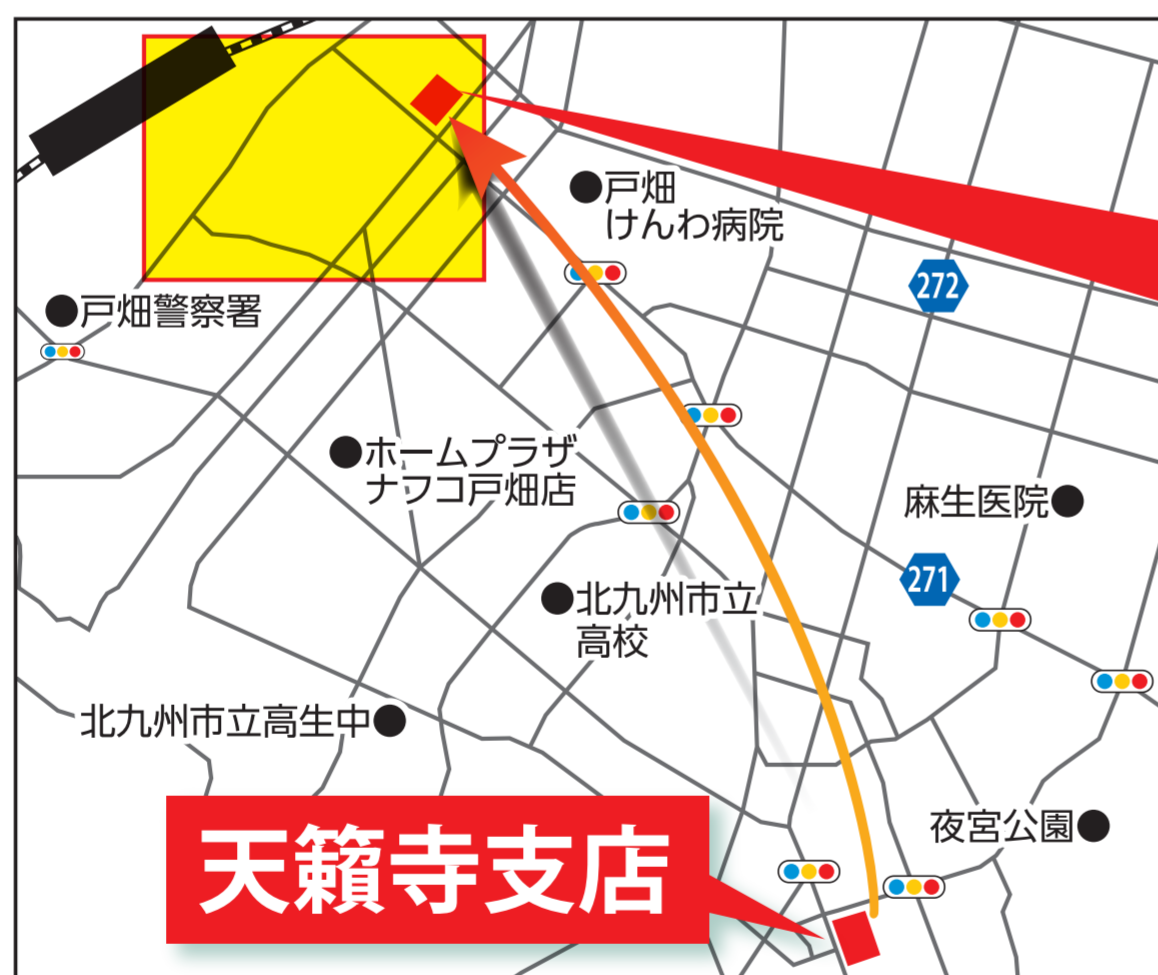 戸畑
けんわ病院
272
戸畑警察署
ホームプラザ
ナフコ戸畑店
麻生医院
271
北九州市立
高校
北九州市立高生中
夜宮公園
天籟寺支店